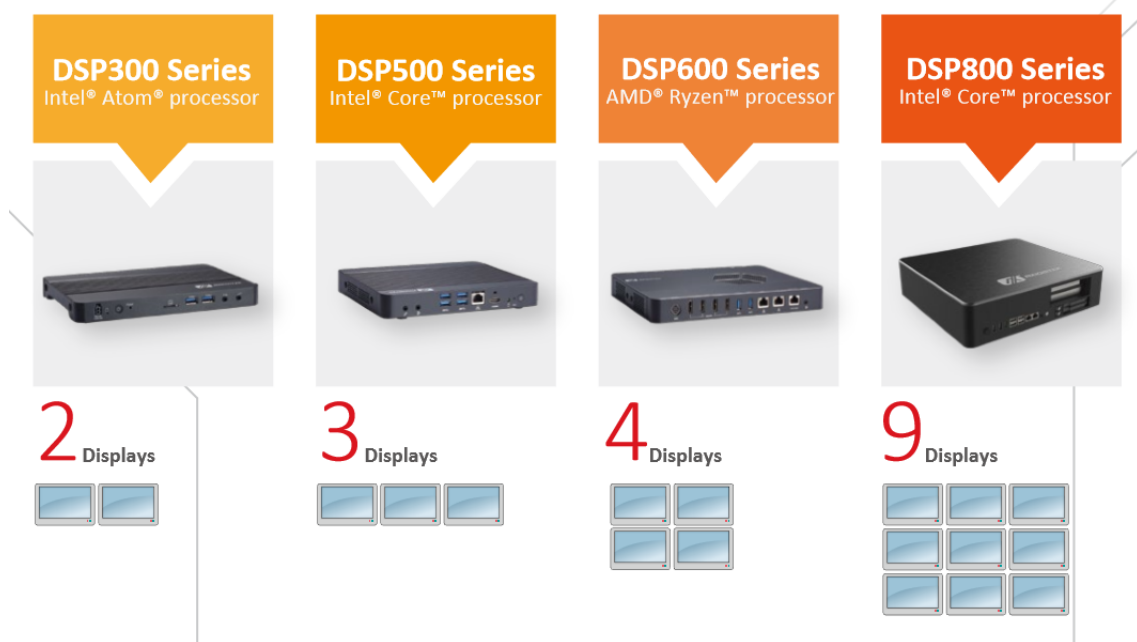 DSP300 Series
Intel® Atom® processor
DSP500 Series
Intel® Core™ processor
DSP600 Series
AMD® Ryzen™ processor
DSP800 Series
Intel® Core™ processor
2 Displays
3 Displays
4 Displays
9 Displays